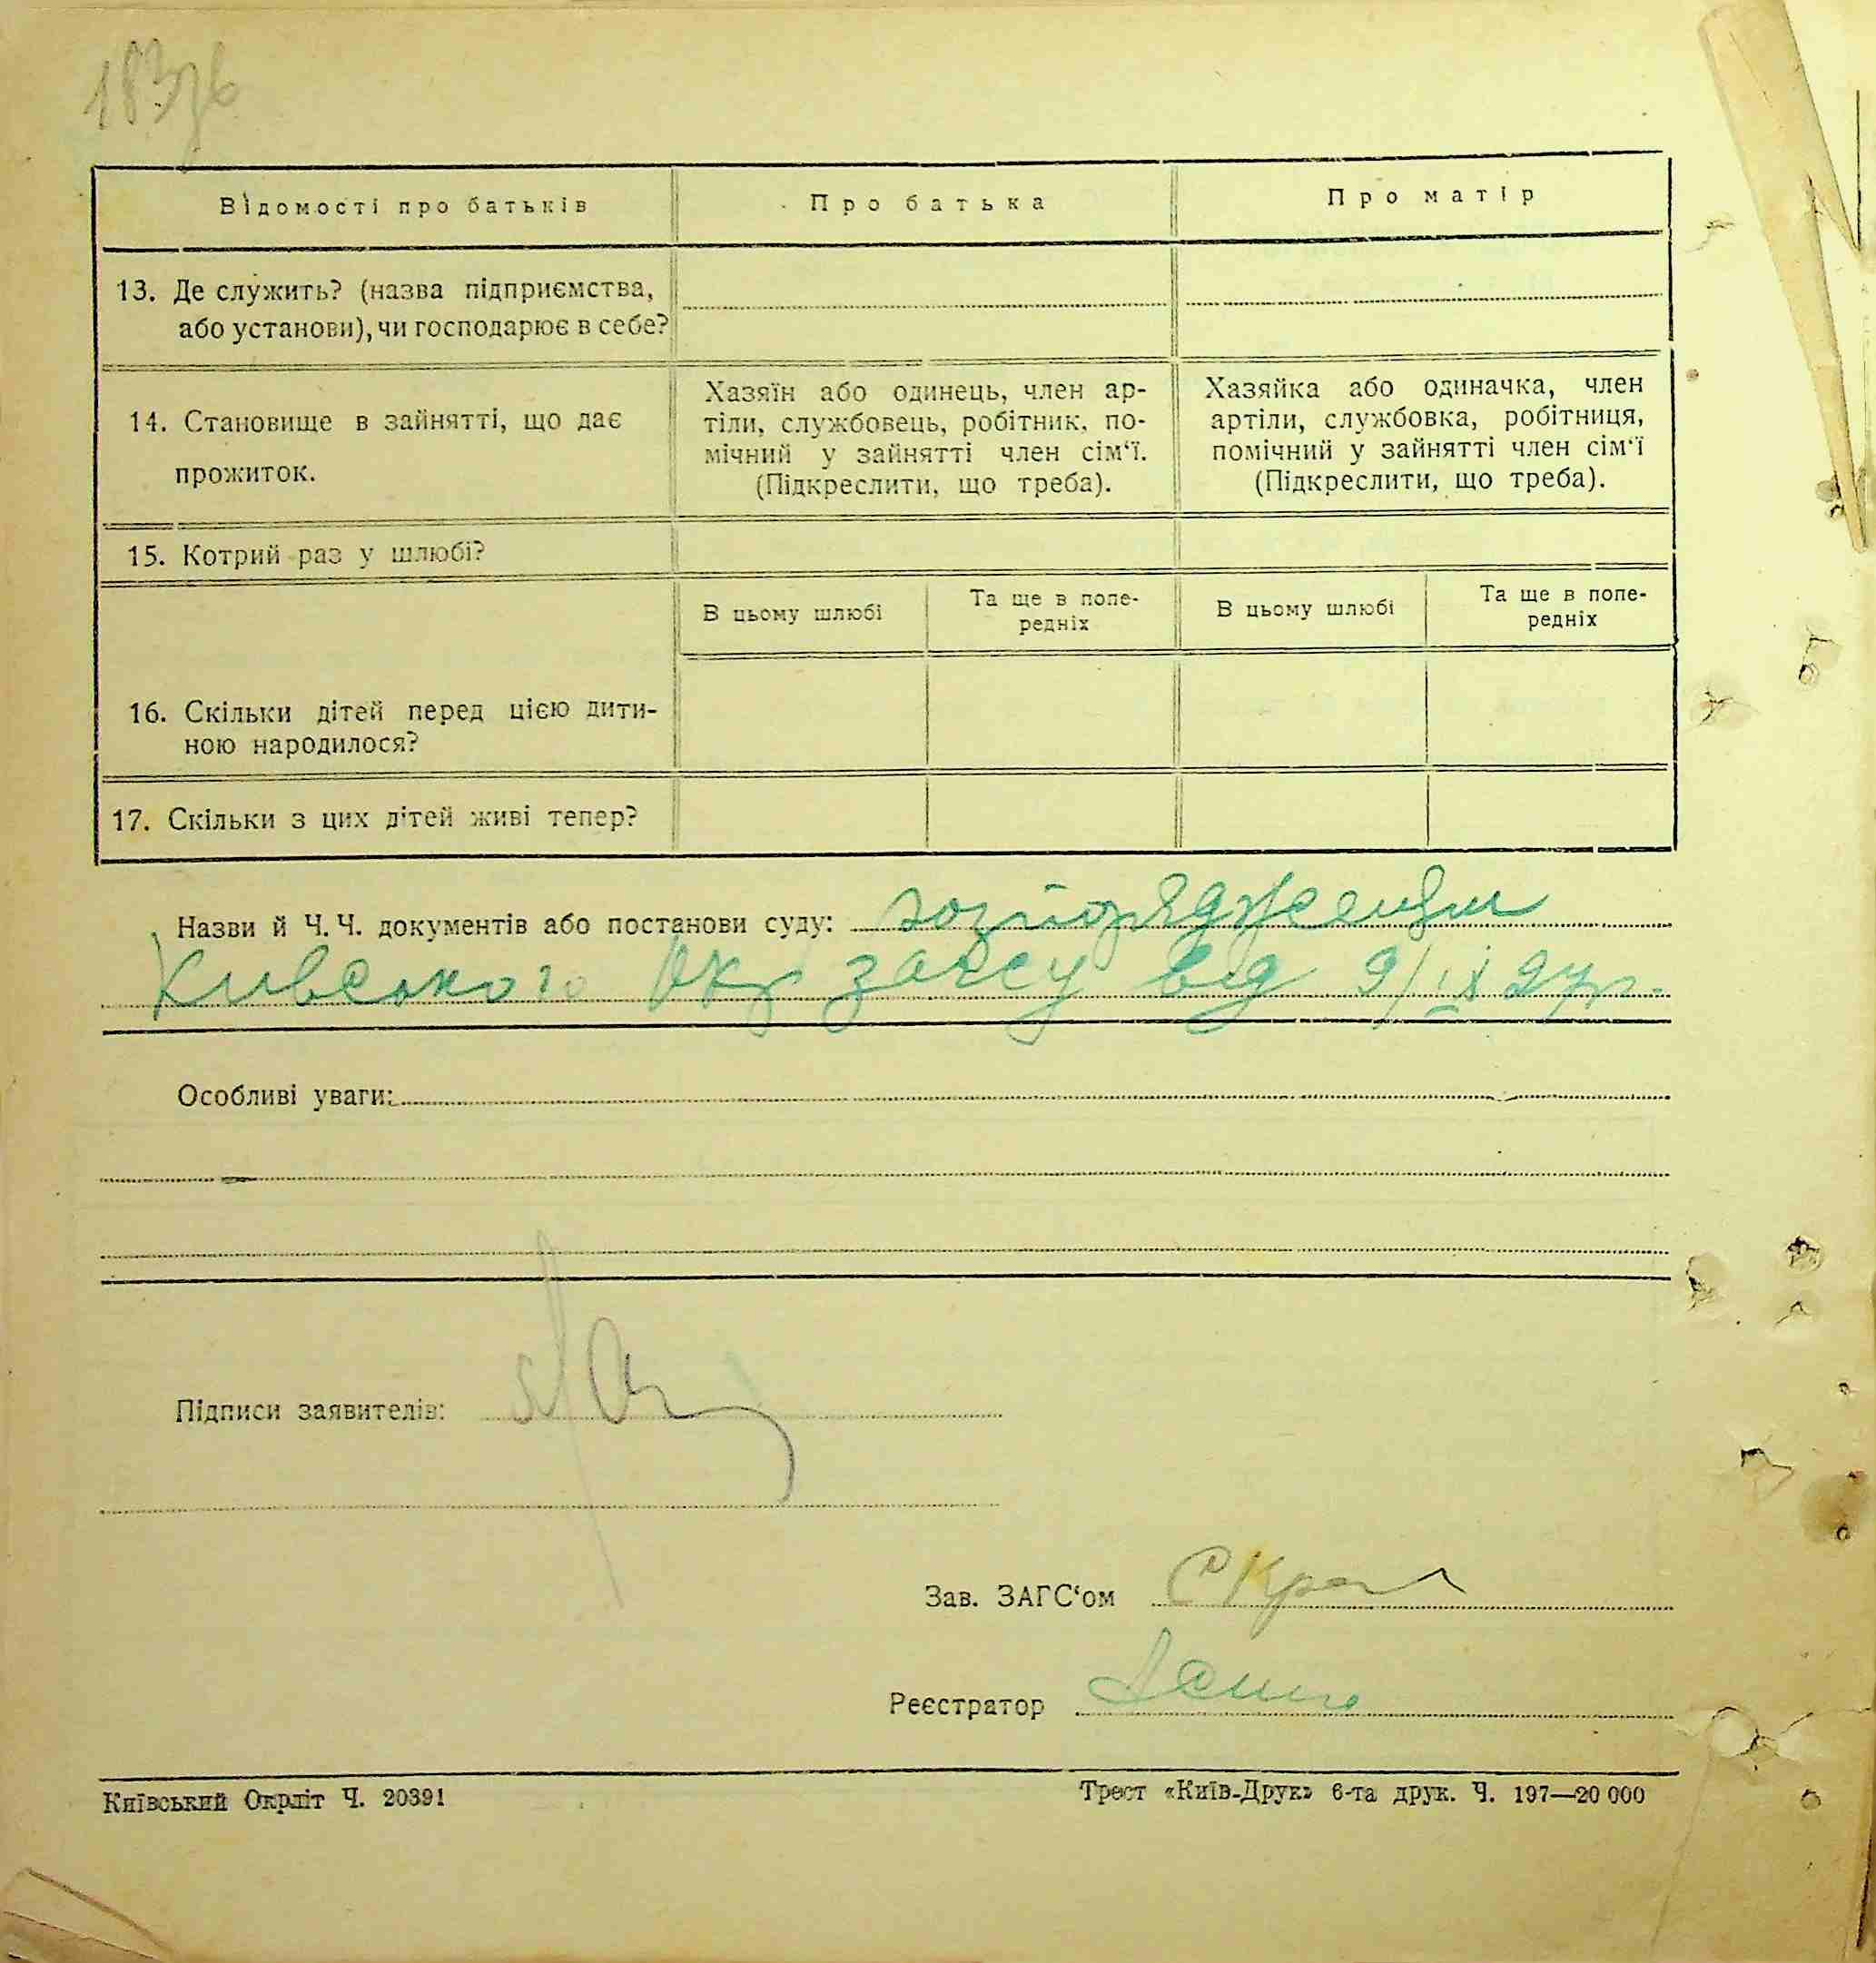 183зв
Відомості про батьків
Про батька
Про матір
13. Де служить? (назва підприємства,
або установи), чи господарює в себе?
14. Становище в зайнятті, що дає
прожиток.
Хазяїн або одинець, член ар-
тіли, службовець, робітник, по-
мічний у зайнятті член сім‘ї.
(Підкреслити, що треба).
Хазяйка або одиначка, член
артіли, службовка, робітниця,
помічний у зайнятті член сім‘ї
(Підкреслити, що треба).
15. Котрий раз у шлюбі?
В цьому шлюбі
Та ще в попе-
редніх
В цьому шлюбі
Та ще в попе-
редніх
16. Скільки дітей перед цією дити-
ною народилося?
17. Скільки з цих дітей живі тепер?
Назви й Ч. Ч. документів або постанови суду: розпорядження
Київського Окр загсу від 9/ІХ 27 р.
Особливі уваги:
Підписи заявителів:
Зав. ЗАГС‘ом
Реєстратор
Київський Окрліт Ч. 20391
Трест «Київ-Друк» 6-та друк. Ч. 197—20 000